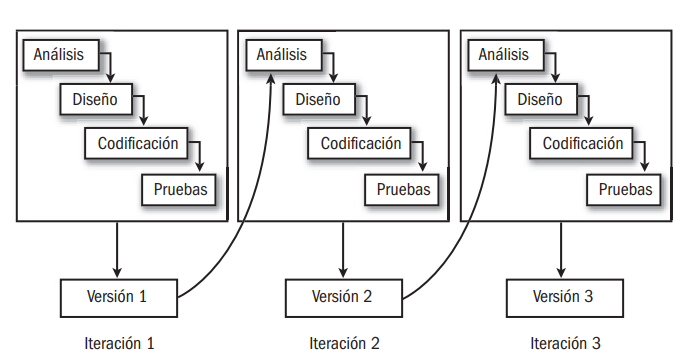 Análisis
Diseño
Codificación
Pruebas
Versión 1
Iteración 1
Análisis
Diseño
Codificación
Pruebas
Versión 2
Iteración 2
Análisis
Diseño
Codificación
Pruebas
Versión 3
Iteración 3